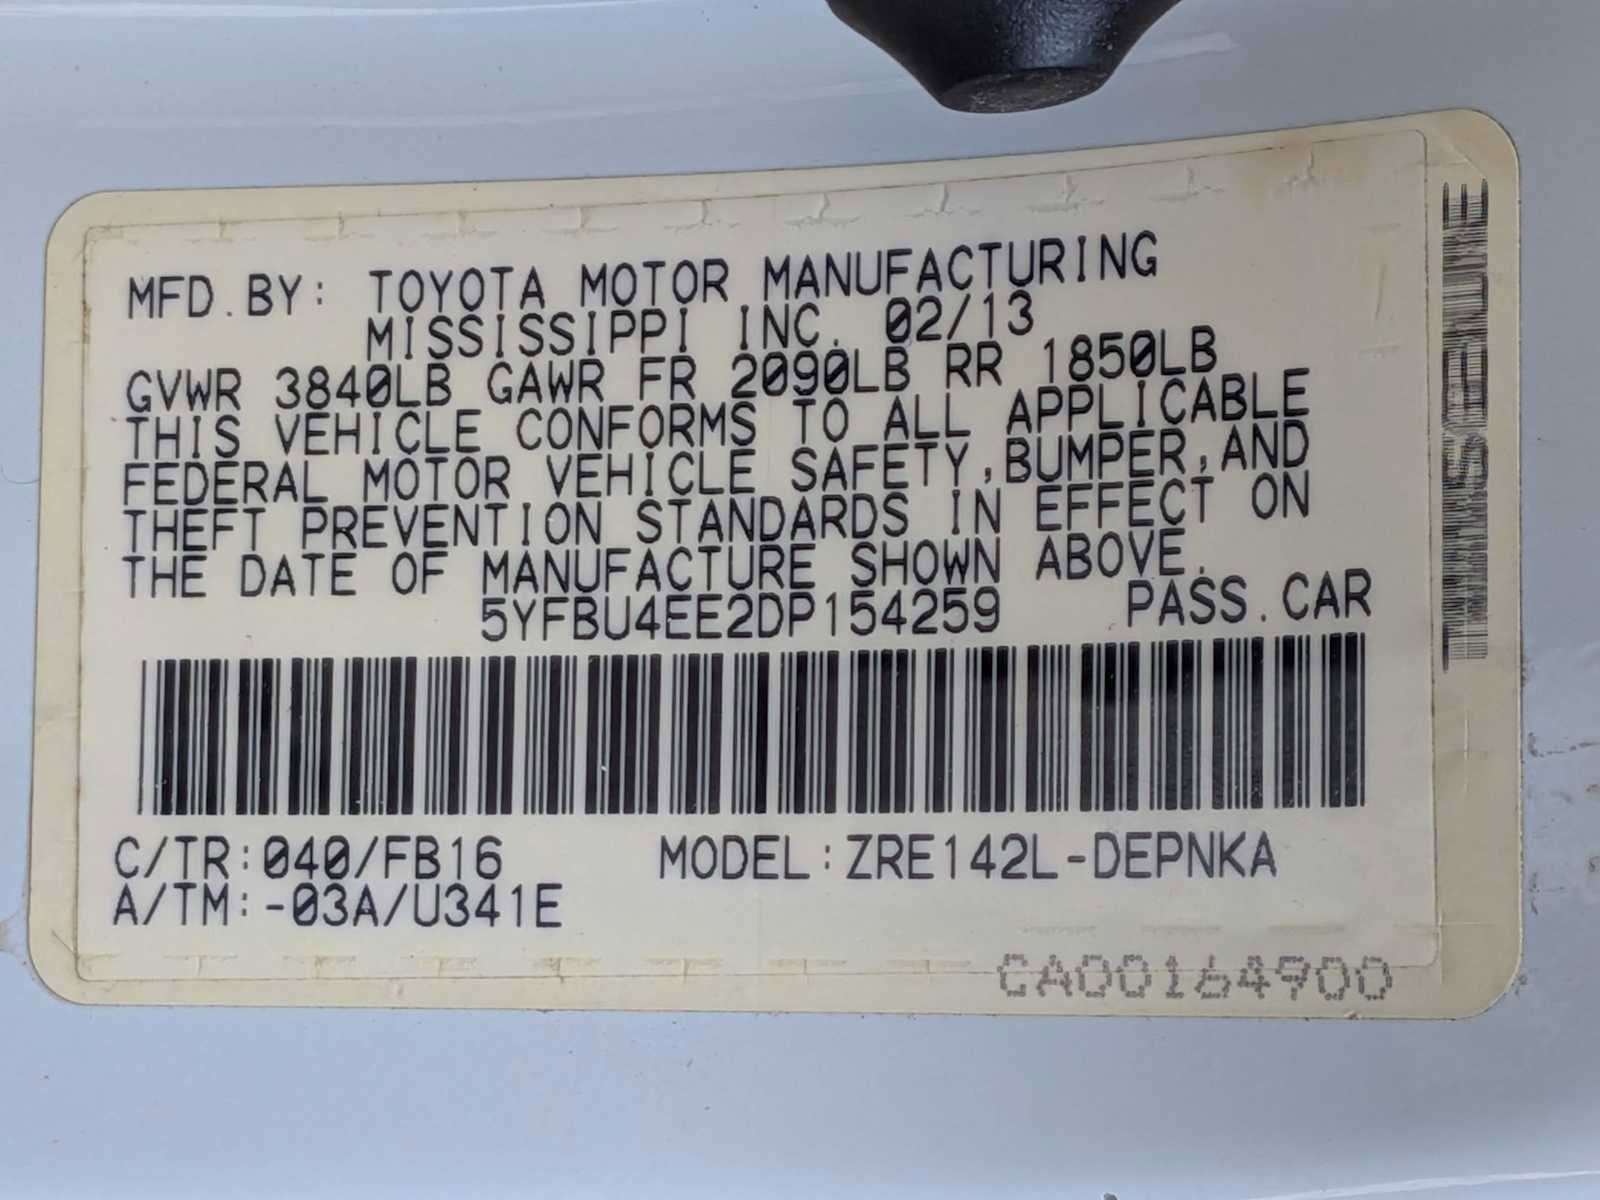 MFD.BY: TOYOTA MOTOR MANUFACTURING
MISSISSIPPI INC. 02/13
GVWR 3840LB GAWR FR 2090LB RR 1850LB
THIS VEHICLE CONFORMS TO ALL APPLICABLE
FEDERAL MOTOR VEHICLE SAFETY,BUMPER,AND
THEFT PREVENTION STANDARDS IN EFFECT ON
THE DATE OF MANUFACTURE SHOWN ABOVE.
5YFBU4EE2DP154259 PASS.CAR
C/TR:040/FB16 MODEL:ZRE142L-DEPNKA
A/TM:-03A/U341E
CA00164900